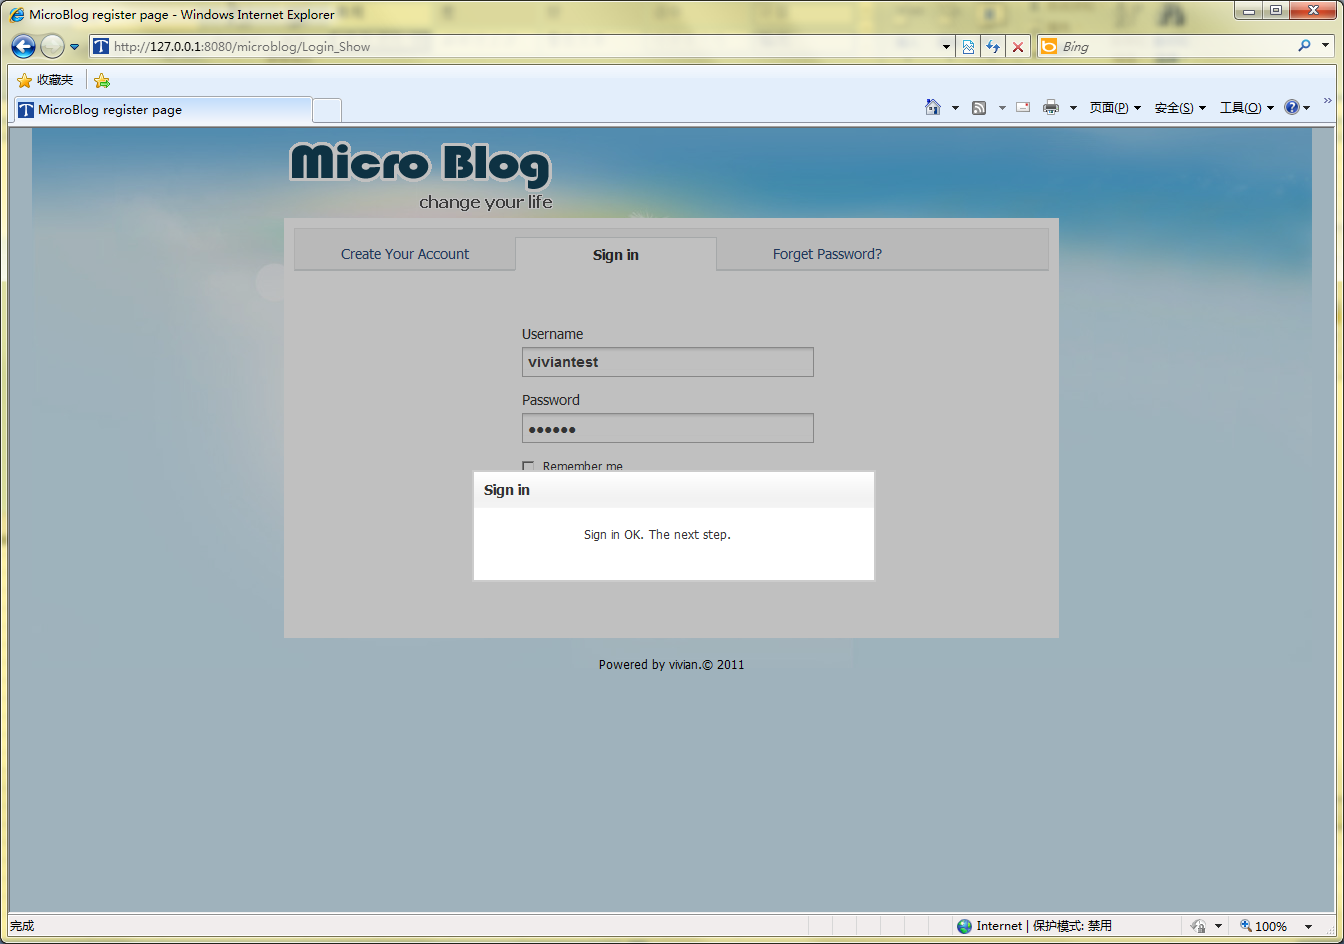 MicroBlog register page - Windows Internet Explorer
http://127.0.0.1:8080/microblog/Login_Show
Bing
收藏夹
MicroBlog register page
页面(P)
安全(S)
工具(O)
Micro Blog
change your life
Create Your Account
Sign in
Forget Password?
Username
viviantest
Password
Remember me
Sign in
Sign in OK. The next step.
Powered by vivian.© 2011
完成
Internet | 保护模式: 禁用
100%